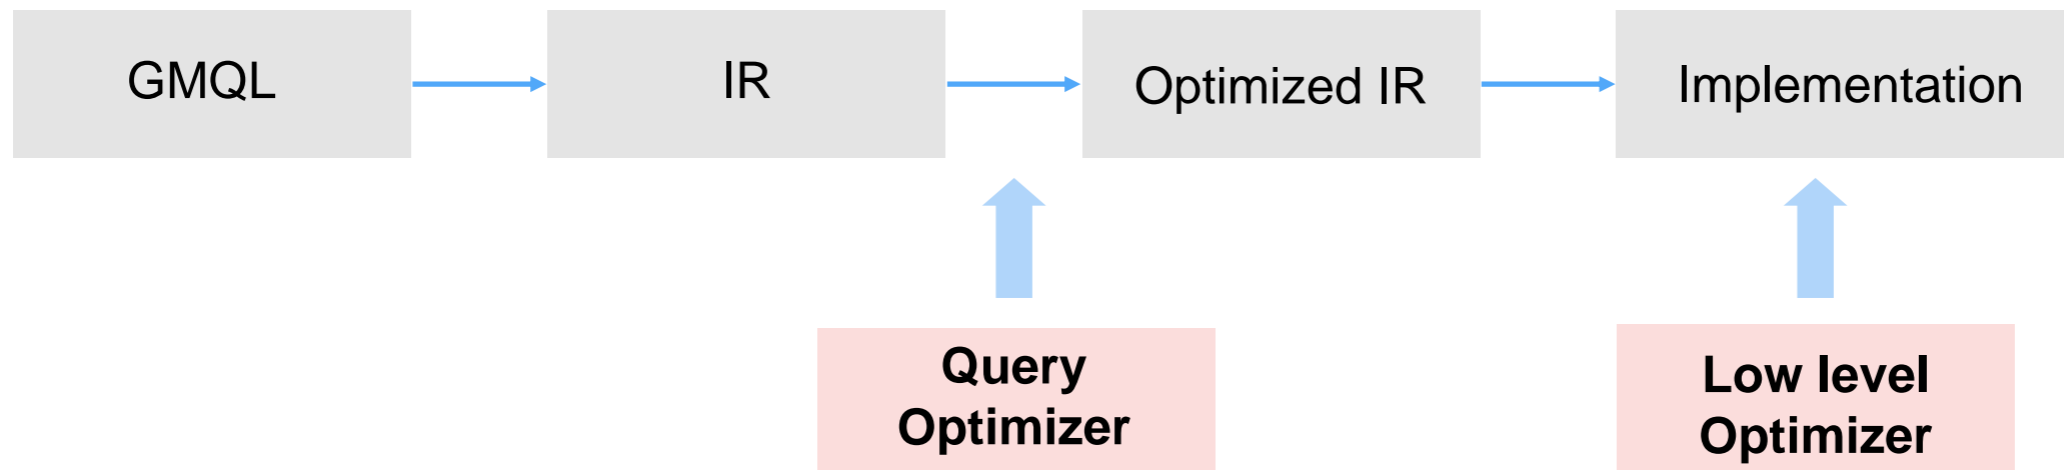 GMQL
IR
Optimized IR
Implementation
Query
Optimizer
Low level
Optimizer